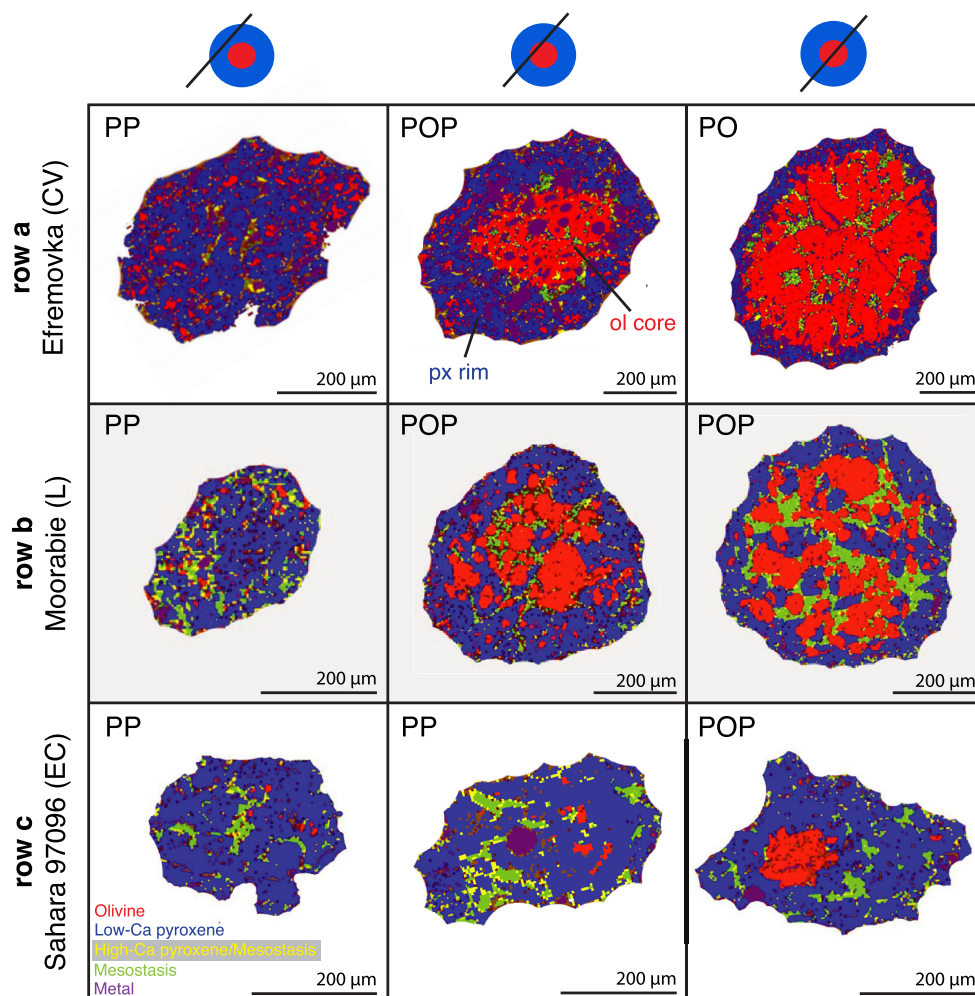 PP
POP
PO
row a
Efremovka (CV)
ol core
px rim
200 µm
200 µm
200 µm
PP
POP
POP
row b
Moorabie (L)
200 µm
200 µm
200 µm
PP
PP
POP
row c
Sahara 97096 (EC)
Olivine
Low-Ca pyroxene
High-Ca pyroxene/Mesostasis
Mesostasis
Metal
200 µm
200 µm
200 µm